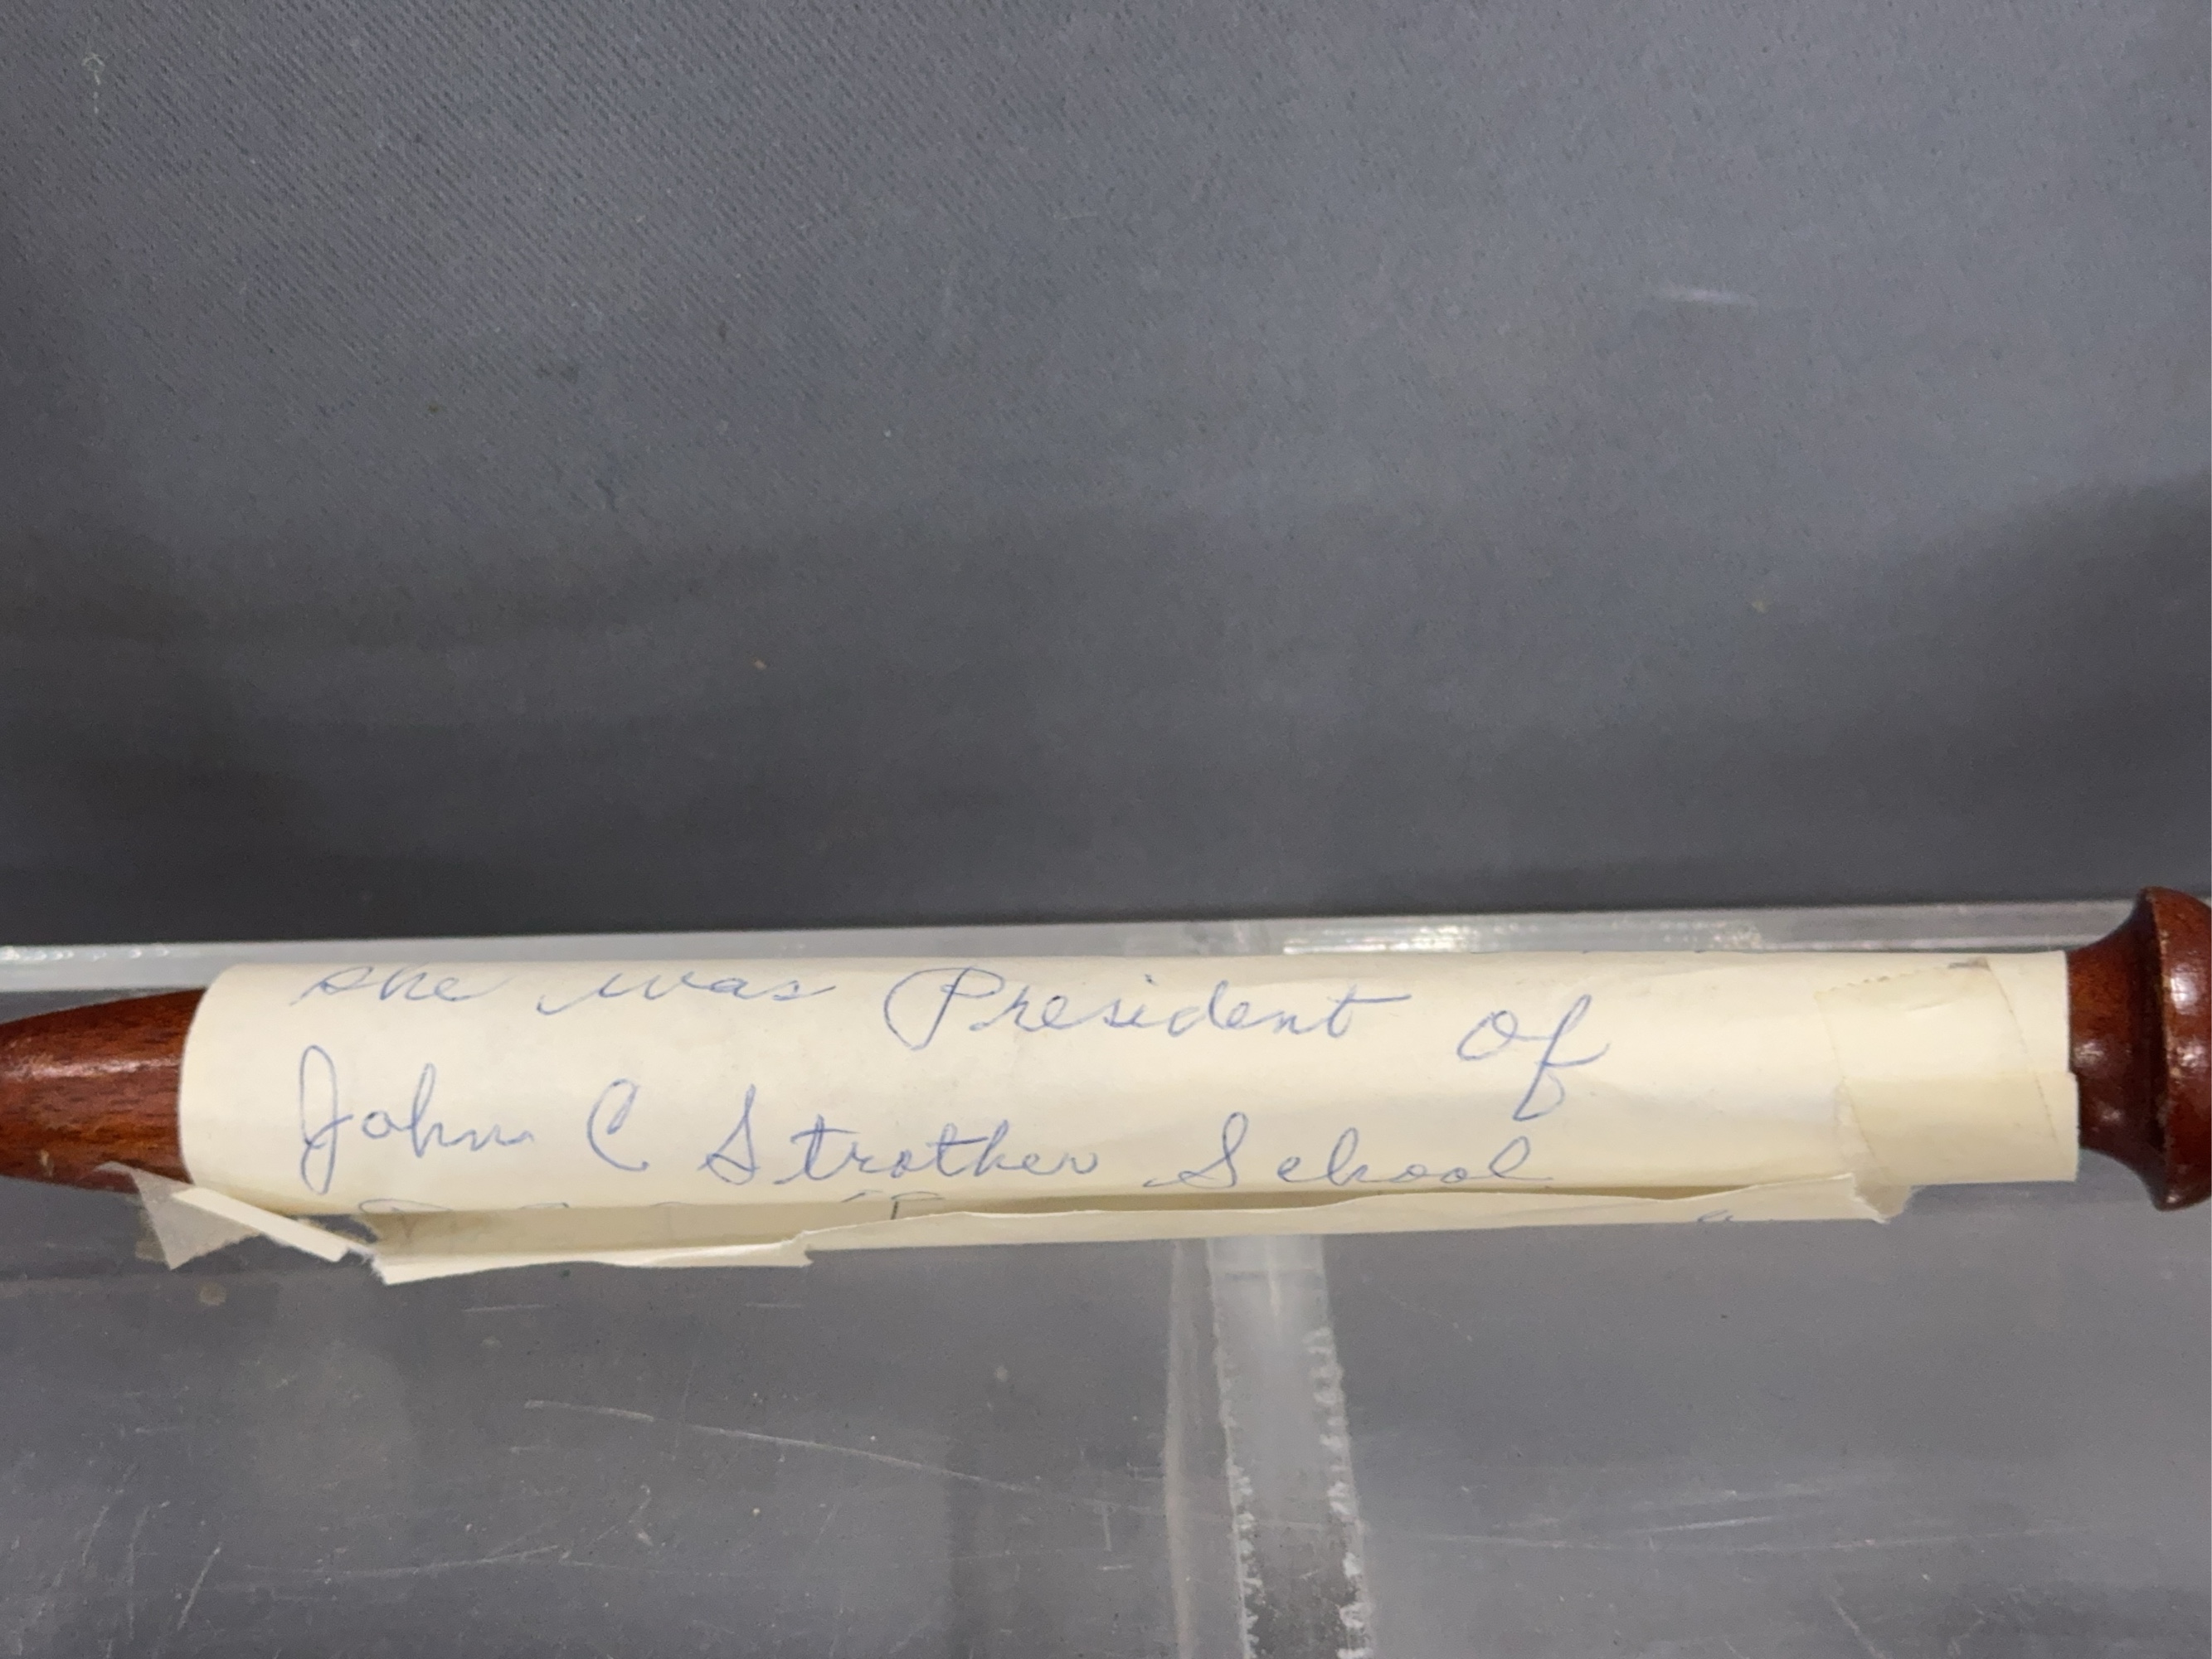 she was President of
John C Strother School